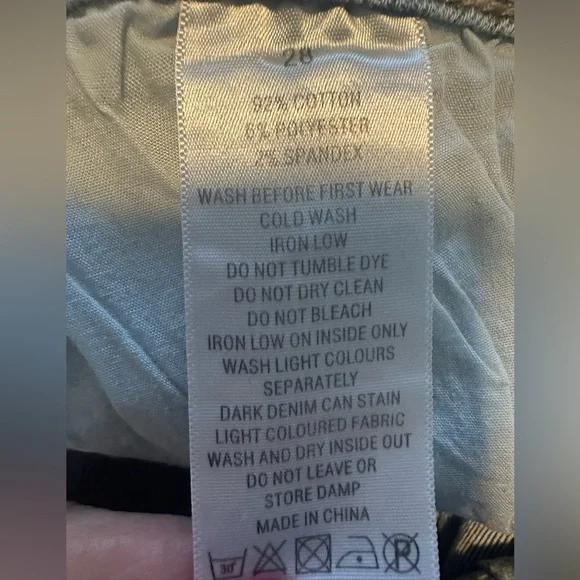 28
92% COTTON
6% POLYESTER
2% SPANDEX
WASH BEFORE FIRST WEAR
COLD WASH
IRON LOW
DO NOT TUMBLE DYE
DO NOT DRY CLEAN
DO NOT BLEACH
IRON LOW ON INSIDE ONLY
WASH LIGHT COLOURS
SEPARATELY
DARK DENIM CAN STAIN
LIGHT COLOURED FABRIC
WASH AND DRY INSIDE OUT
DO NOT LEAVE OR
STORE DAMP
MADE IN CHINA
30° P